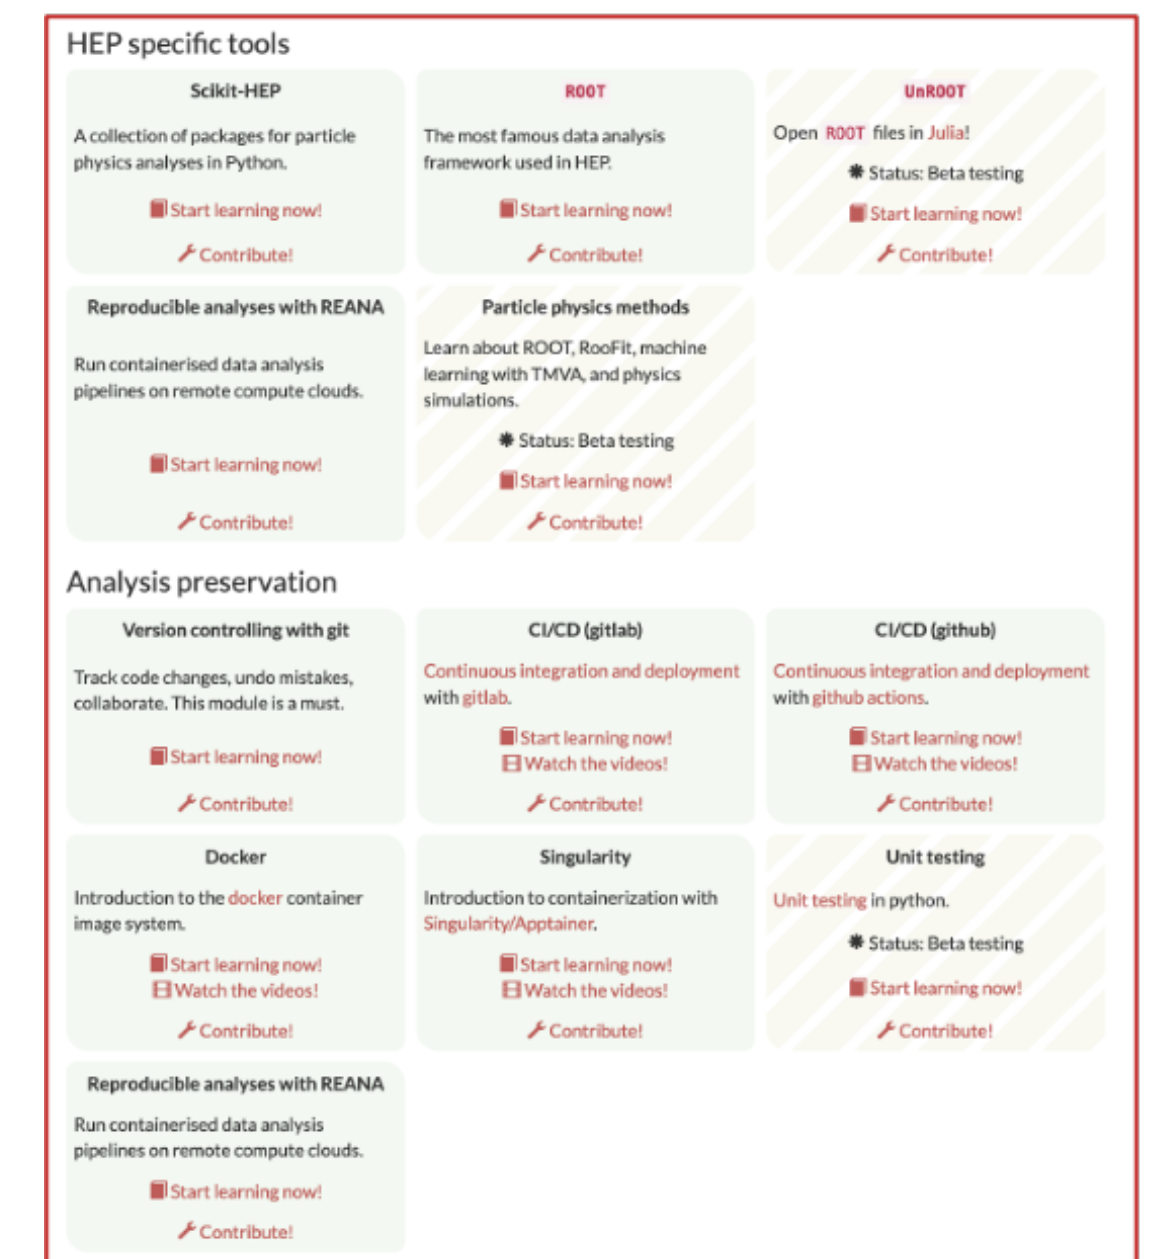 HEP specific tools
Scikit-HEP
A collection of packages for particle
physics analyses in Python.
Start learning now!
Contribute!
ROOT
The most famous data analysis
framework used in HEP.
Start learning now!
Contribute!
UnROOT
Open ROOT files in Julia!
Status: Beta testing
Start learning now!
Contribute!
Reproducible analyses with REANA
Run containerised data analysis
pipelines on remote compute clouds.
Start learning now!
Contribute!
Particle physics methods
Learn about ROOT, RooFit, machine
learning with TMVA, and physics
simulations.
Status: Beta testing
Start learning now!
Contribute!
Analysis preservation
Version controlling with git
Track code changes, undo mistakes,
collaborate. This module is a must.
Start learning now!
Contribute!
CI/CD (gitlab)
Continuous integration and deployment
with gitlab.
Start learning now!
Watch the videos!
Contribute!
CI/CD (github)
Continuous integration and deployment
with github actions.
Start learning now!
Watch the videos!
Contribute!
Docker
Introduction to the docker container
image system.
Start learning now!
Watch the videos!
Contribute!
Singularity
Introduction to containerization with
Singularity/Apptainer.
Start learning now!
Watch the videos!
Contribute!
Unit testing
Unit testing in python.
Status: Beta testing
Start learning now!
Contribute!
Reproducible analyses with REANA
Run containerised data analysis
pipelines on remote compute clouds.
Start learning now!
Contribute!